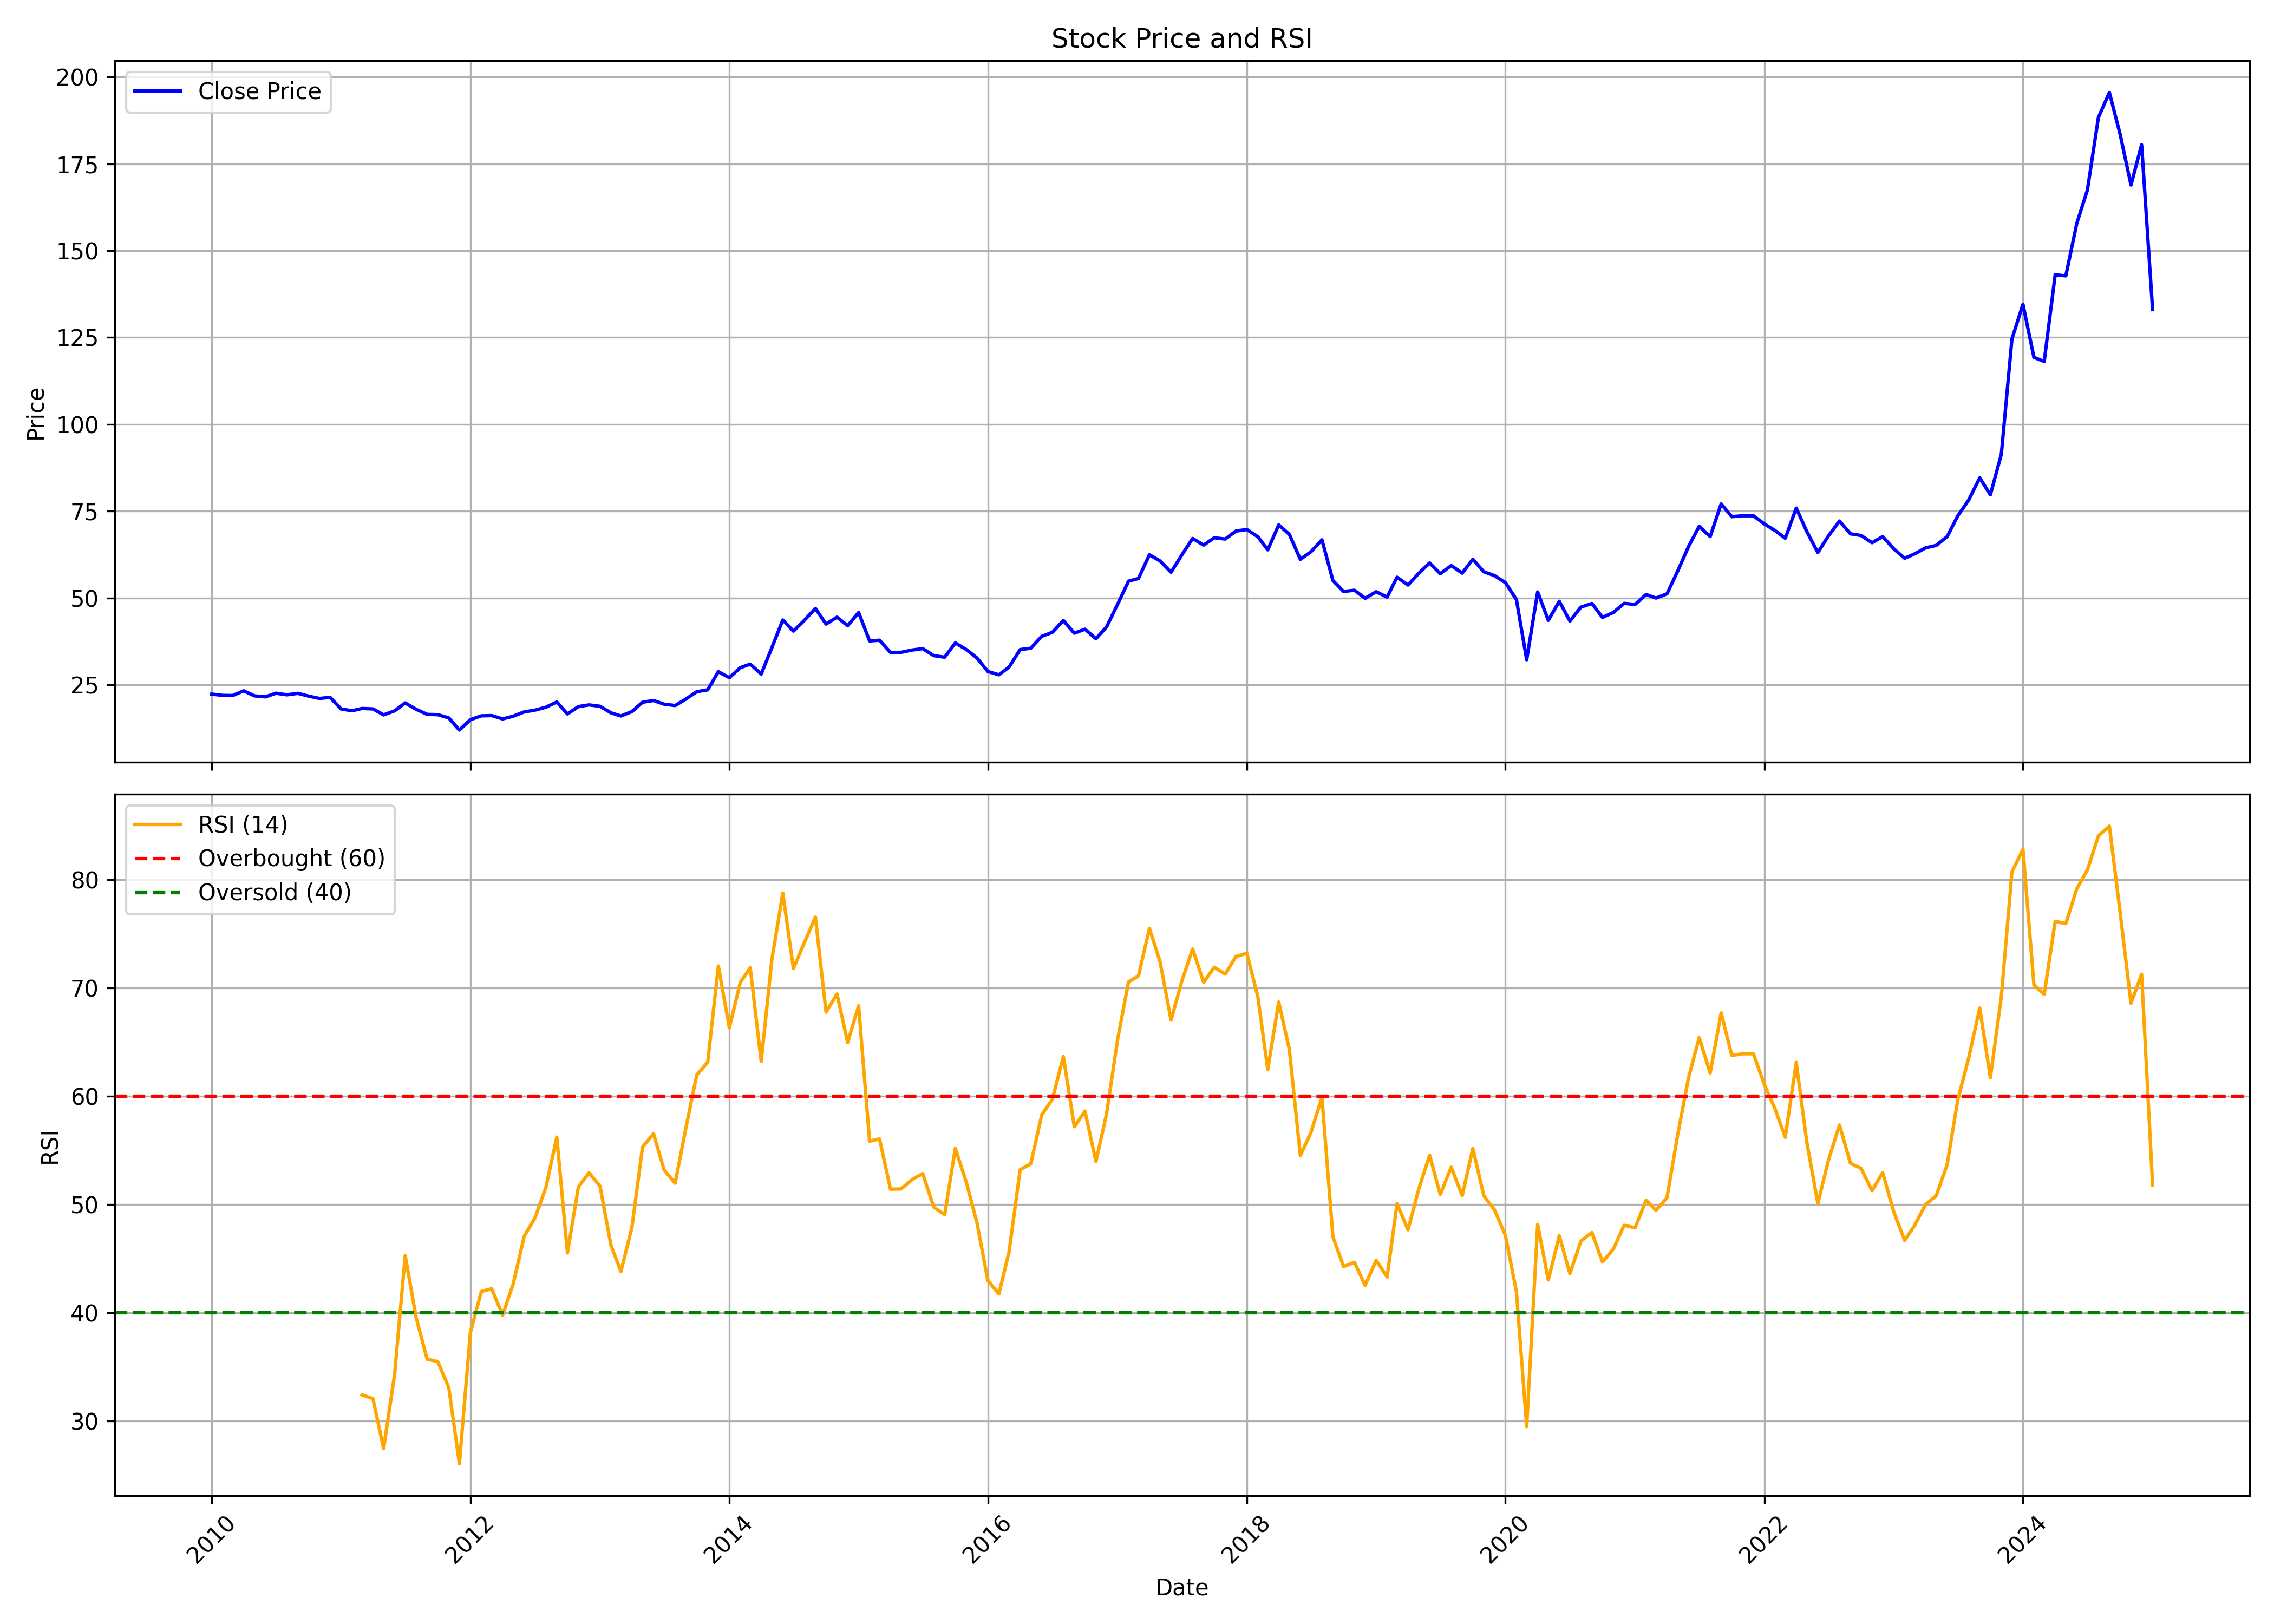 Stock Price and RSI
Close Price
200
175
150
125
100
75
50
25
Price
RSI (14)
Overbought (60)
Oversold (40)
80
70
60
50
40
30
RSI
2010
2012
2014
2016
2018
2020
2022
2024
Date